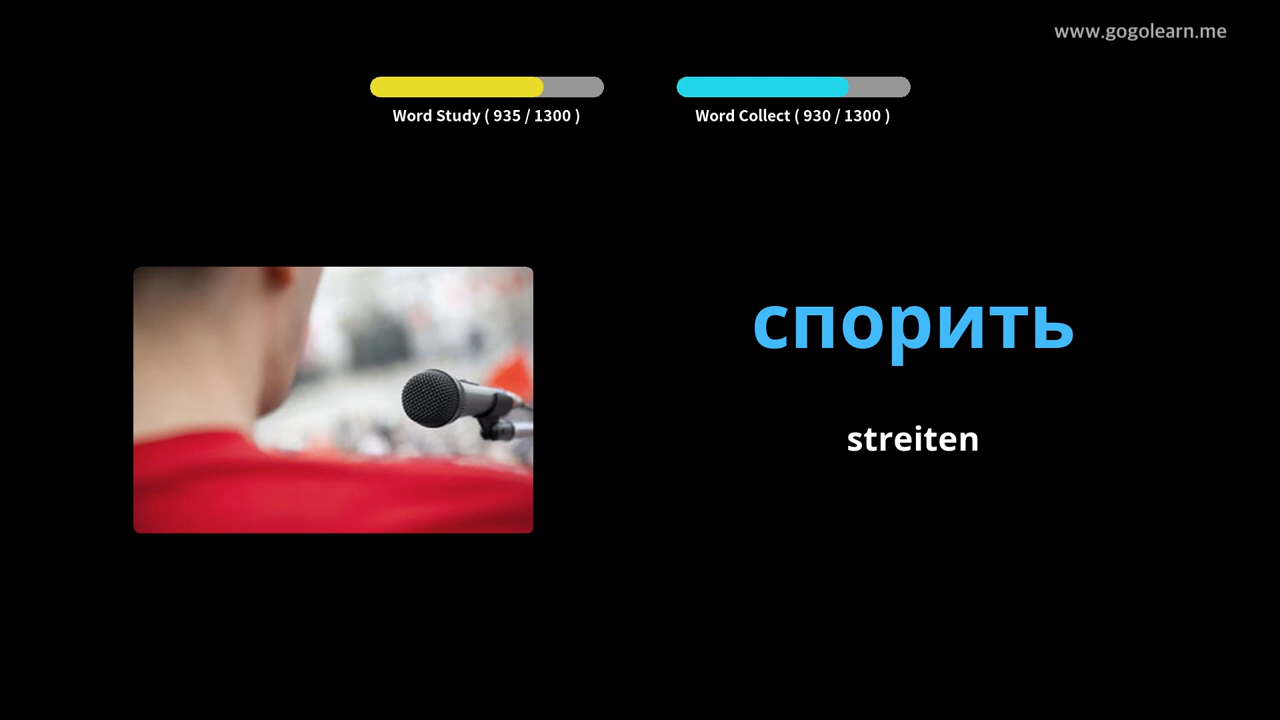 www.gogolearn.me
Word Study ( 935 / 1300 )
Word Collect ( 930 / 1300 )
спорить
streiten